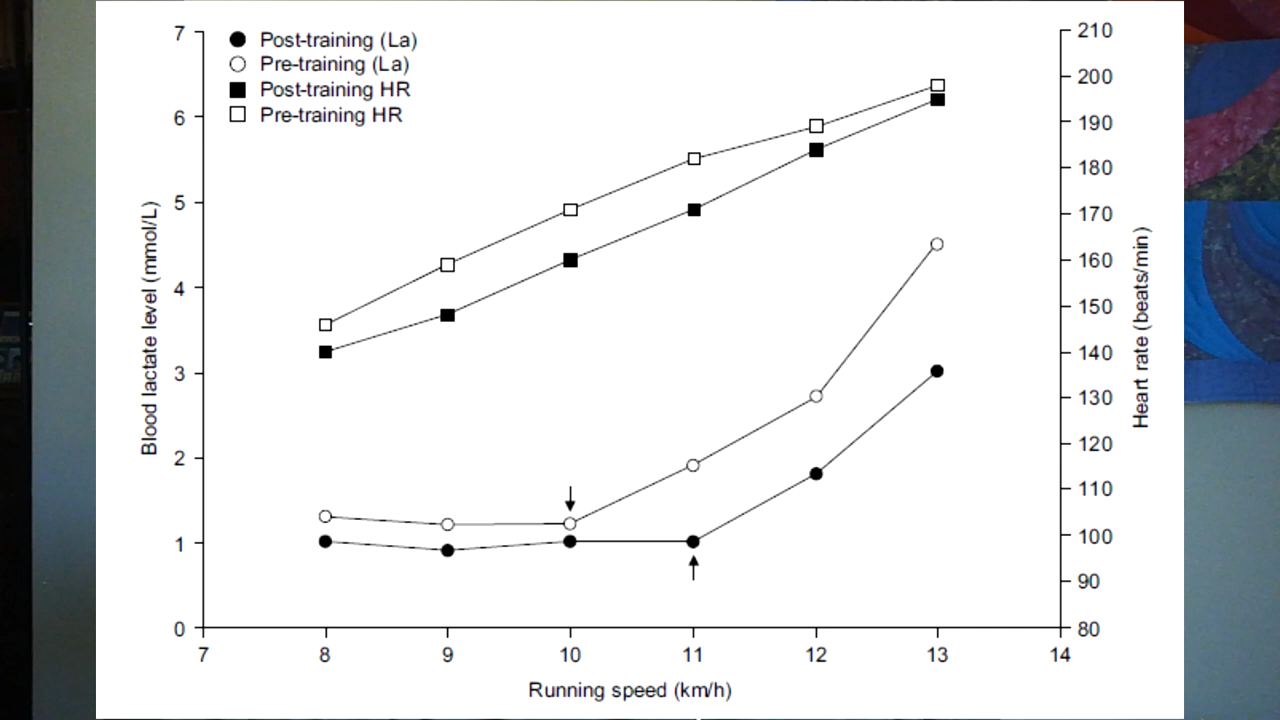 Post-training (La)
Pre-training (La)
Post-training HR
Pre-training HR
7
6
5
4
3
2
1
0
Blood lactate level (mmol/L)
210
200
190
180
170
160
150
140
130
120
110
100
90
80
Heart rate (beats/min)
7 8 9 10 11 12 13 14
Running speed (km/h)